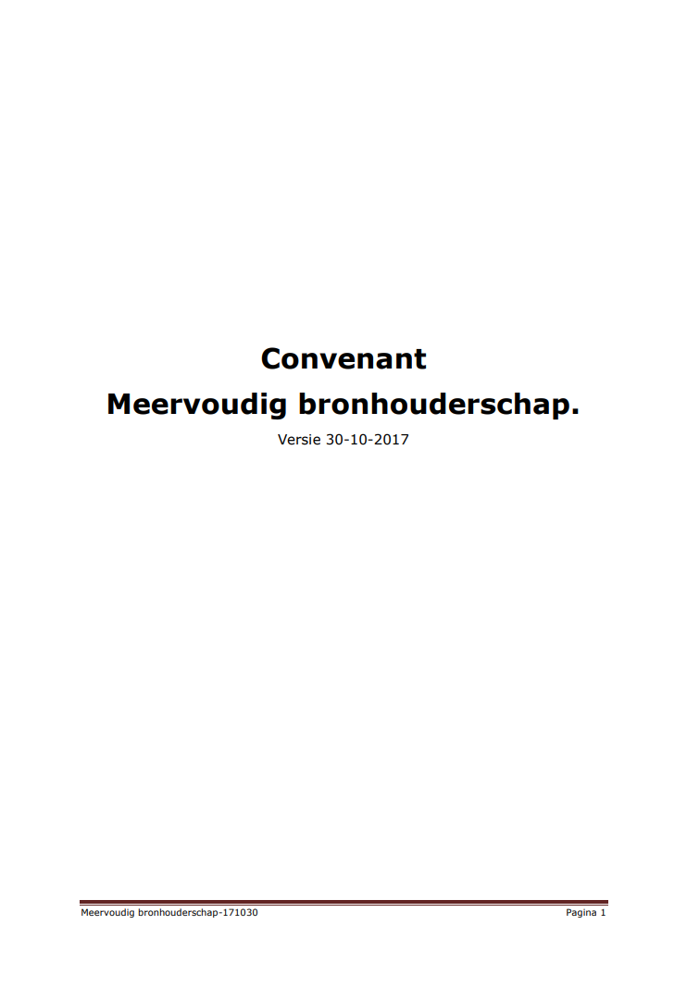 Convenant
Meervoudig bronhouderschap.
Versie 30-10-2017
Meervoudig bronhouderschap-171030 Pagina 1